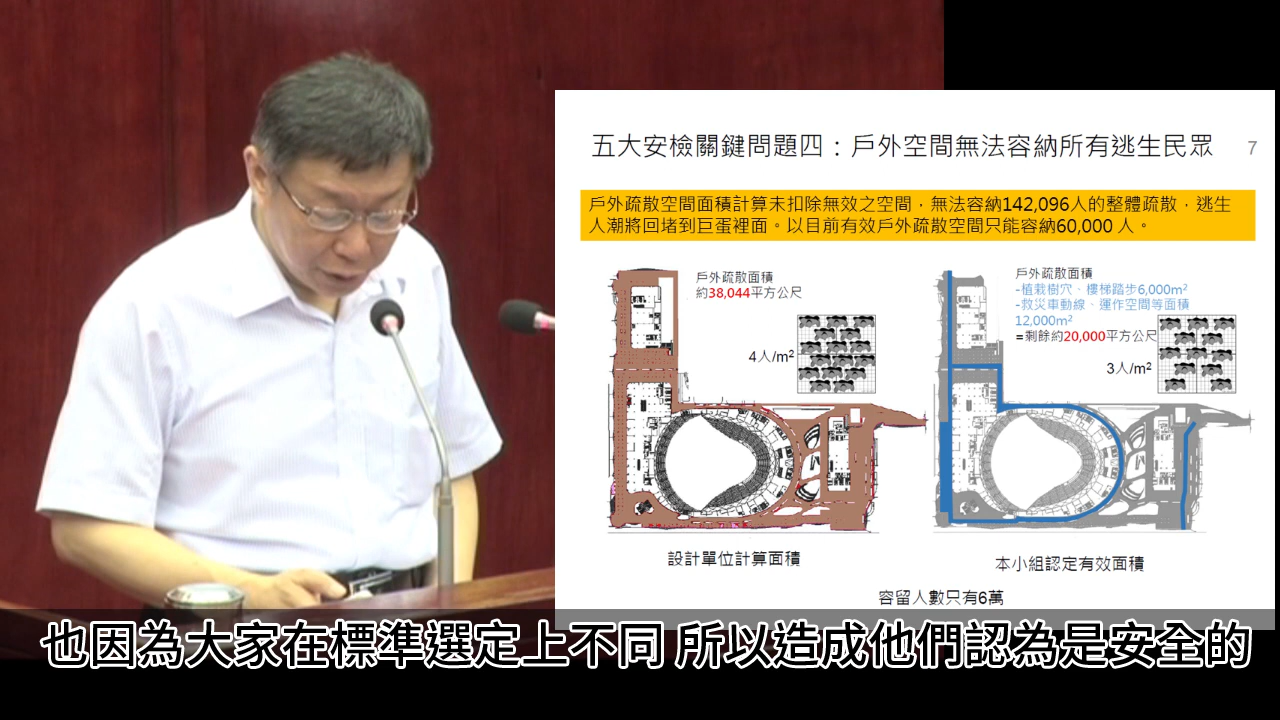 五大安檢關鍵問題四：戶外空間無法容納所有逃生民眾
7
戶外疏散空間面積計算未扣除無效之空間，無法容納142,096人的整體疏散，逃生
人潮將回堵到巨蛋裡面。以目前有效戶外疏散空間只能容納60,000 人。
戶外疏散面積
約38,044平方公尺
4人/m²
設計單位計算面積
戶外疏散面積
-植栽樹穴、樓梯踏步6,000m²
-救災車動線、運作空間等面積
12,000m²
=剩餘約20,000平方公尺
3人/m²
本小組認定有效面積
容留人數只有6萬
也因為大家在標準選定上不同 所以造成他們認為是安全的